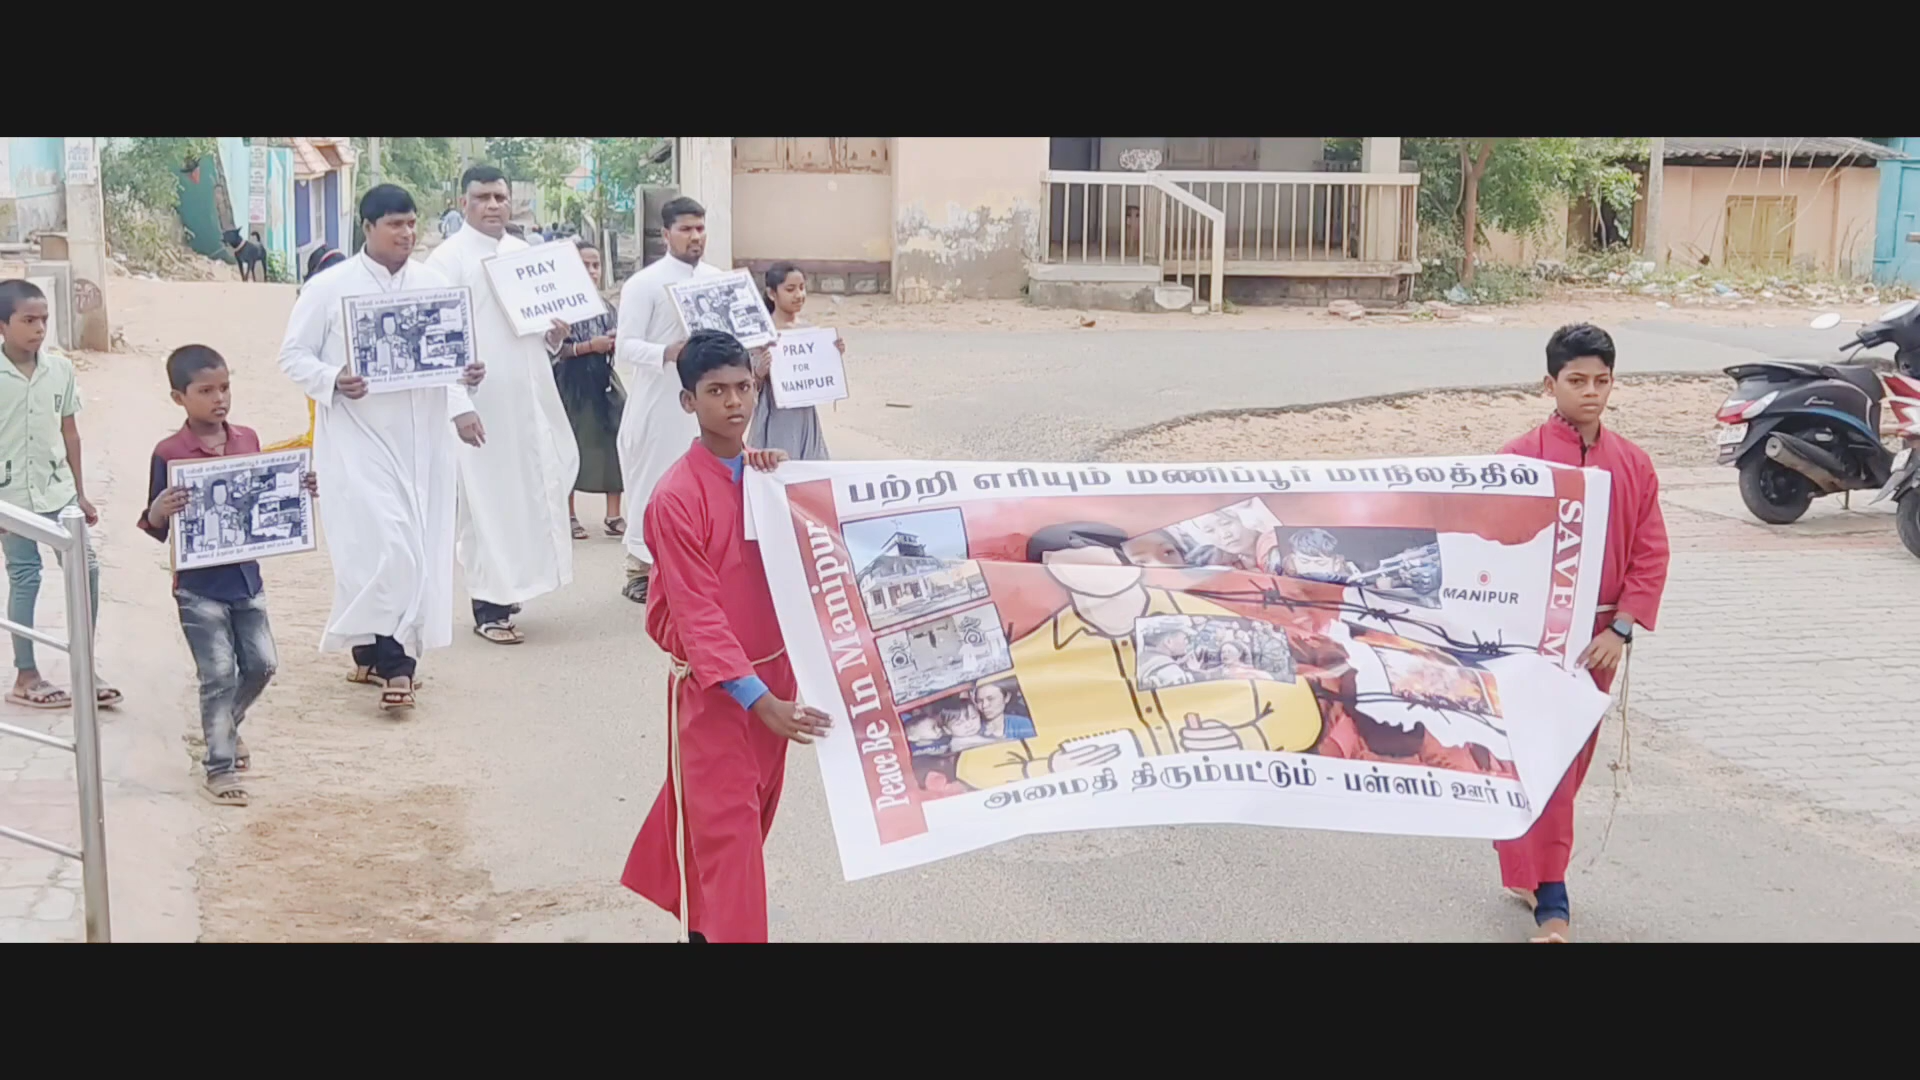 PRAY
FOR
MANIPUR
PRAY
FOR
MANIPUR
பற்றி எரியும் மணிப்பூர் மாநிலத்தில்
Peace Be In Manipur
SAVE
MANIPUR
அமைதி திரும்பட்டும் - பள்ளம் ஊர்